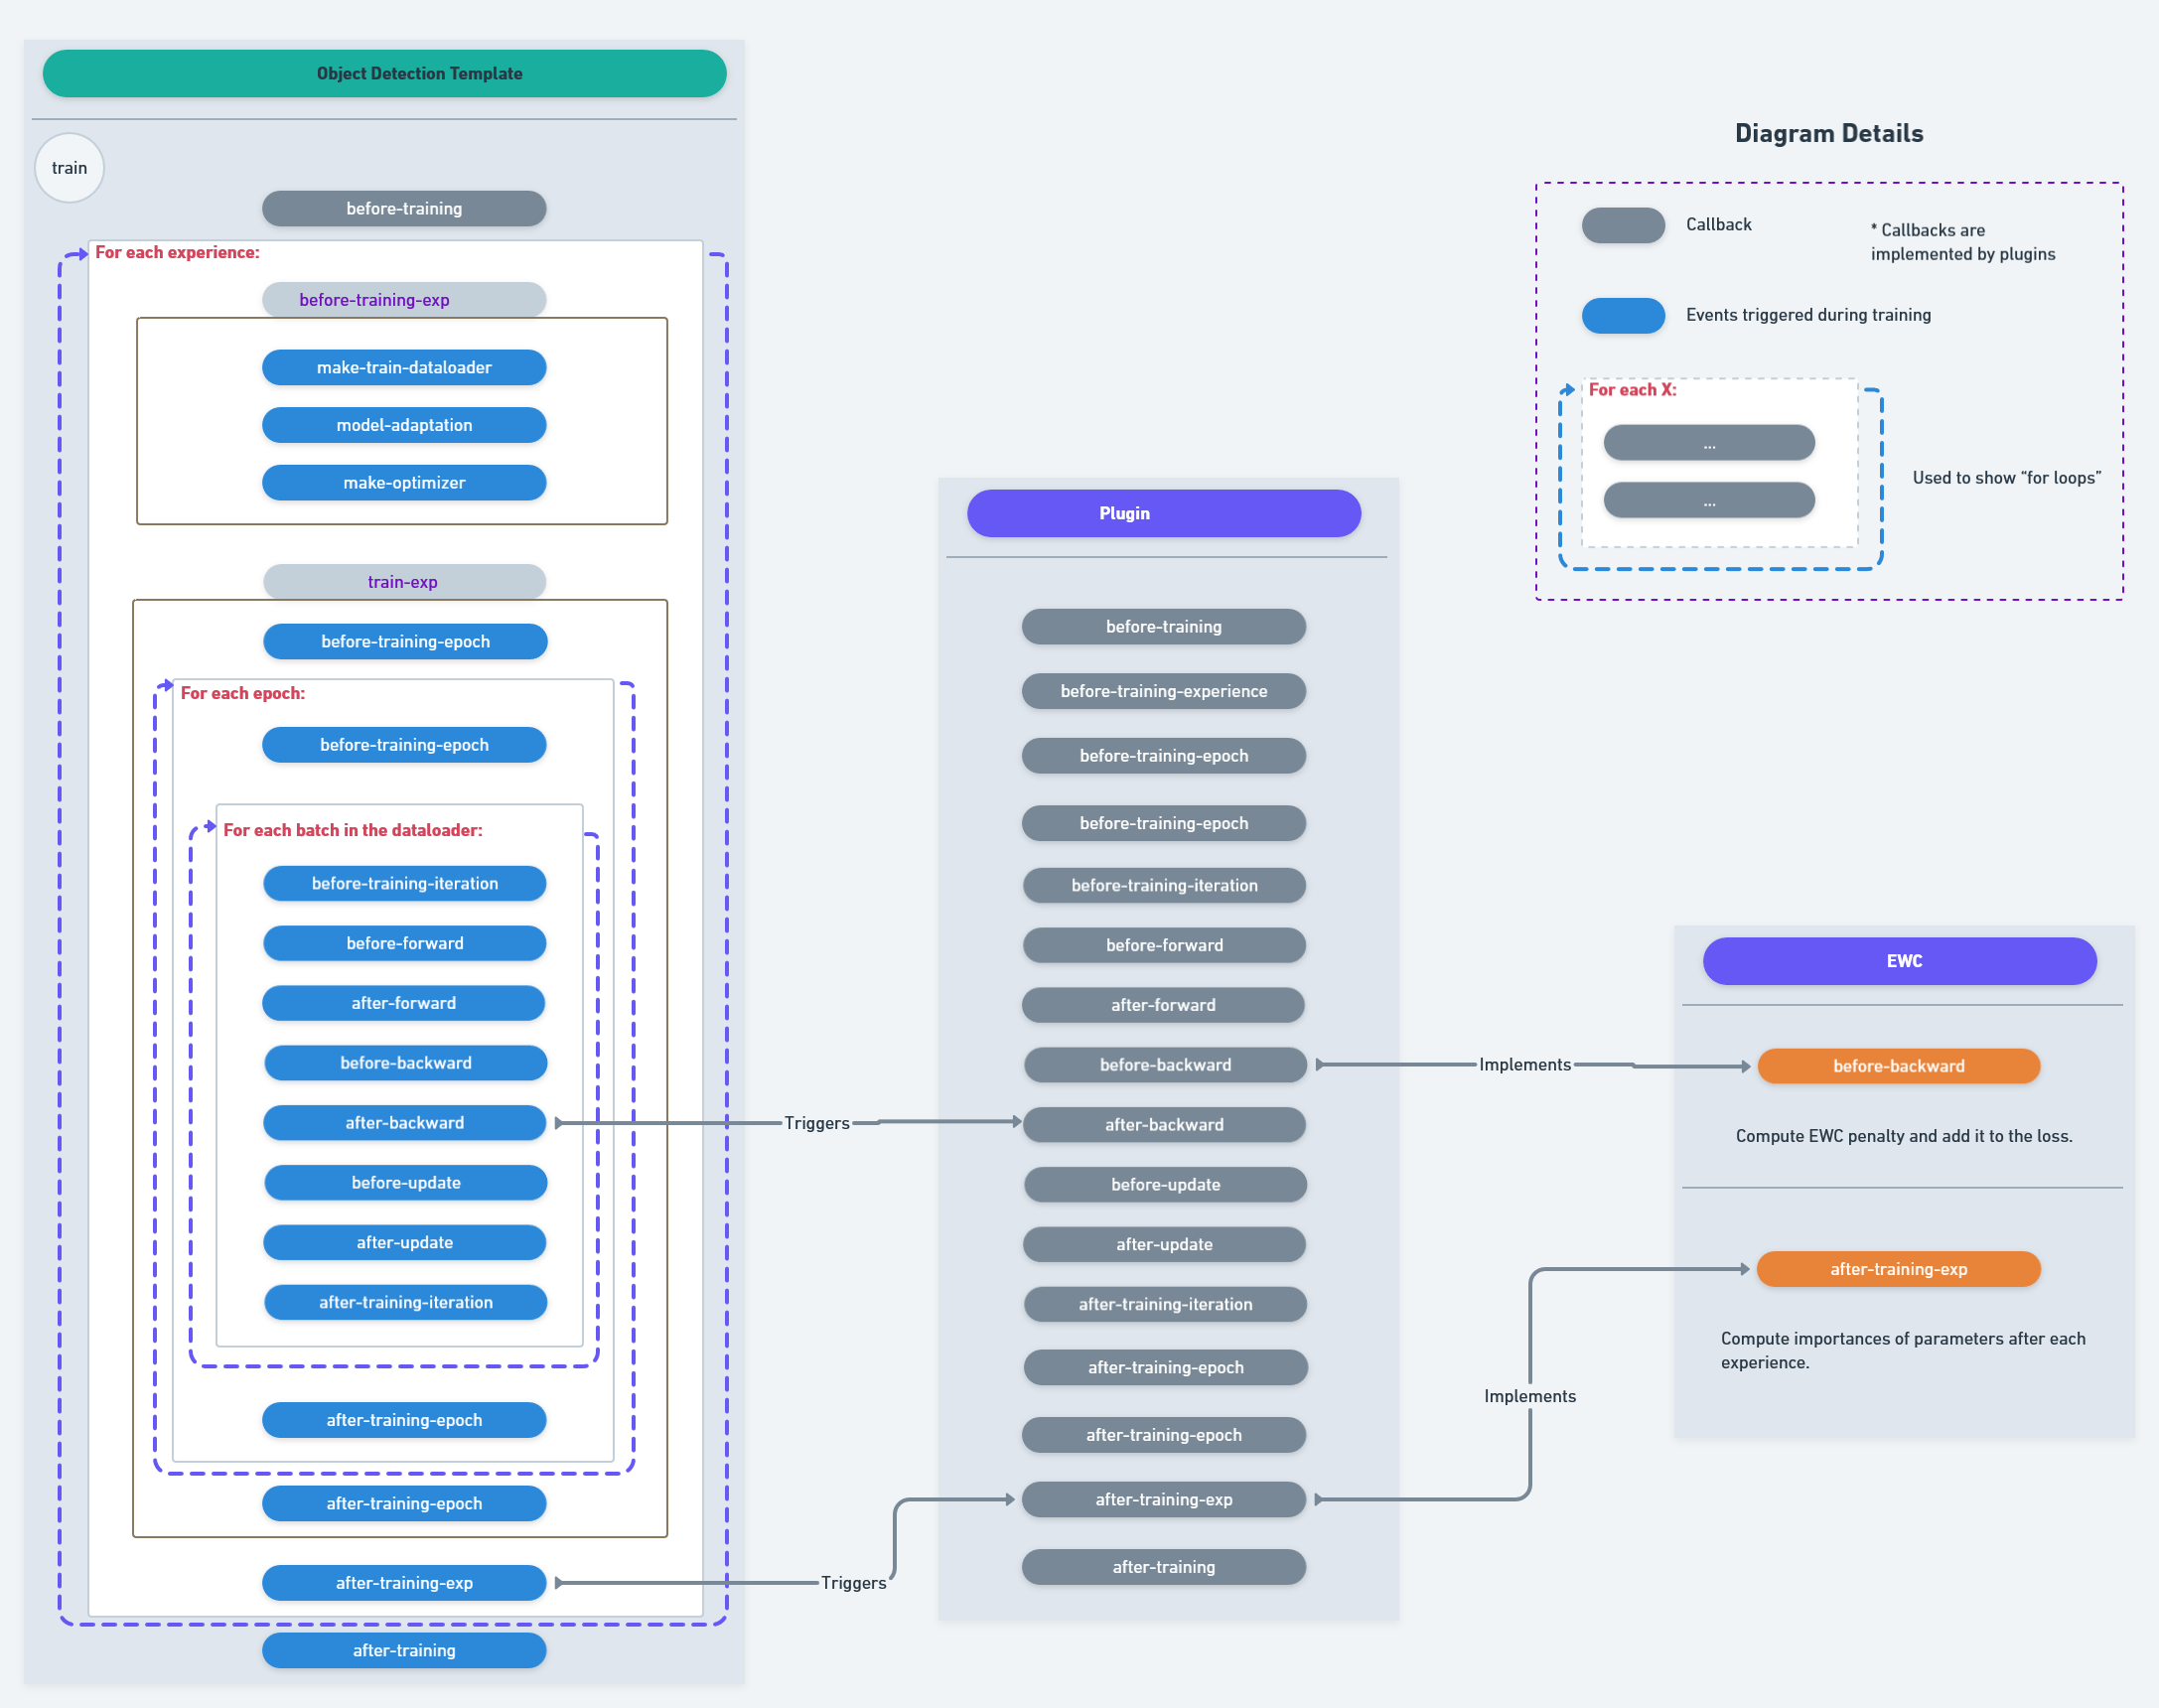 Object Detection Template
train
before-training
For each experience:
before-training-exp
make-train-dataloader
model-adaptation
make-optimizer
train-exp
before-training-epoch
For each epoch:
before-training-epoch
For each batch in the dataloader:
before-training-iteration
before-forward
after-forward
before-backward
after-backward
before-update
after-update
after-training-iteration
after-training-epoch
after-training-epoch
after-training-exp
after-training
Triggers
Triggers
Plugin
before-training
before-training-experience
before-training-epoch
before-training-epoch
before-training-iteration
before-forward
after-forward
before-backward
after-backward
before-update
after-update
after-training-iteration
after-training-epoch
after-training-epoch
after-training-exp
after-training
Implements
Implements
Diagram Details
Callback
* Callbacks are
implemented by plugins
Events triggered during training
For each X:
...
...
Used to show “for loops”
EWC
before-backward
Compute EWC penalty and add it to the loss.
after-training-exp
Compute importances of parameters after each
experience.